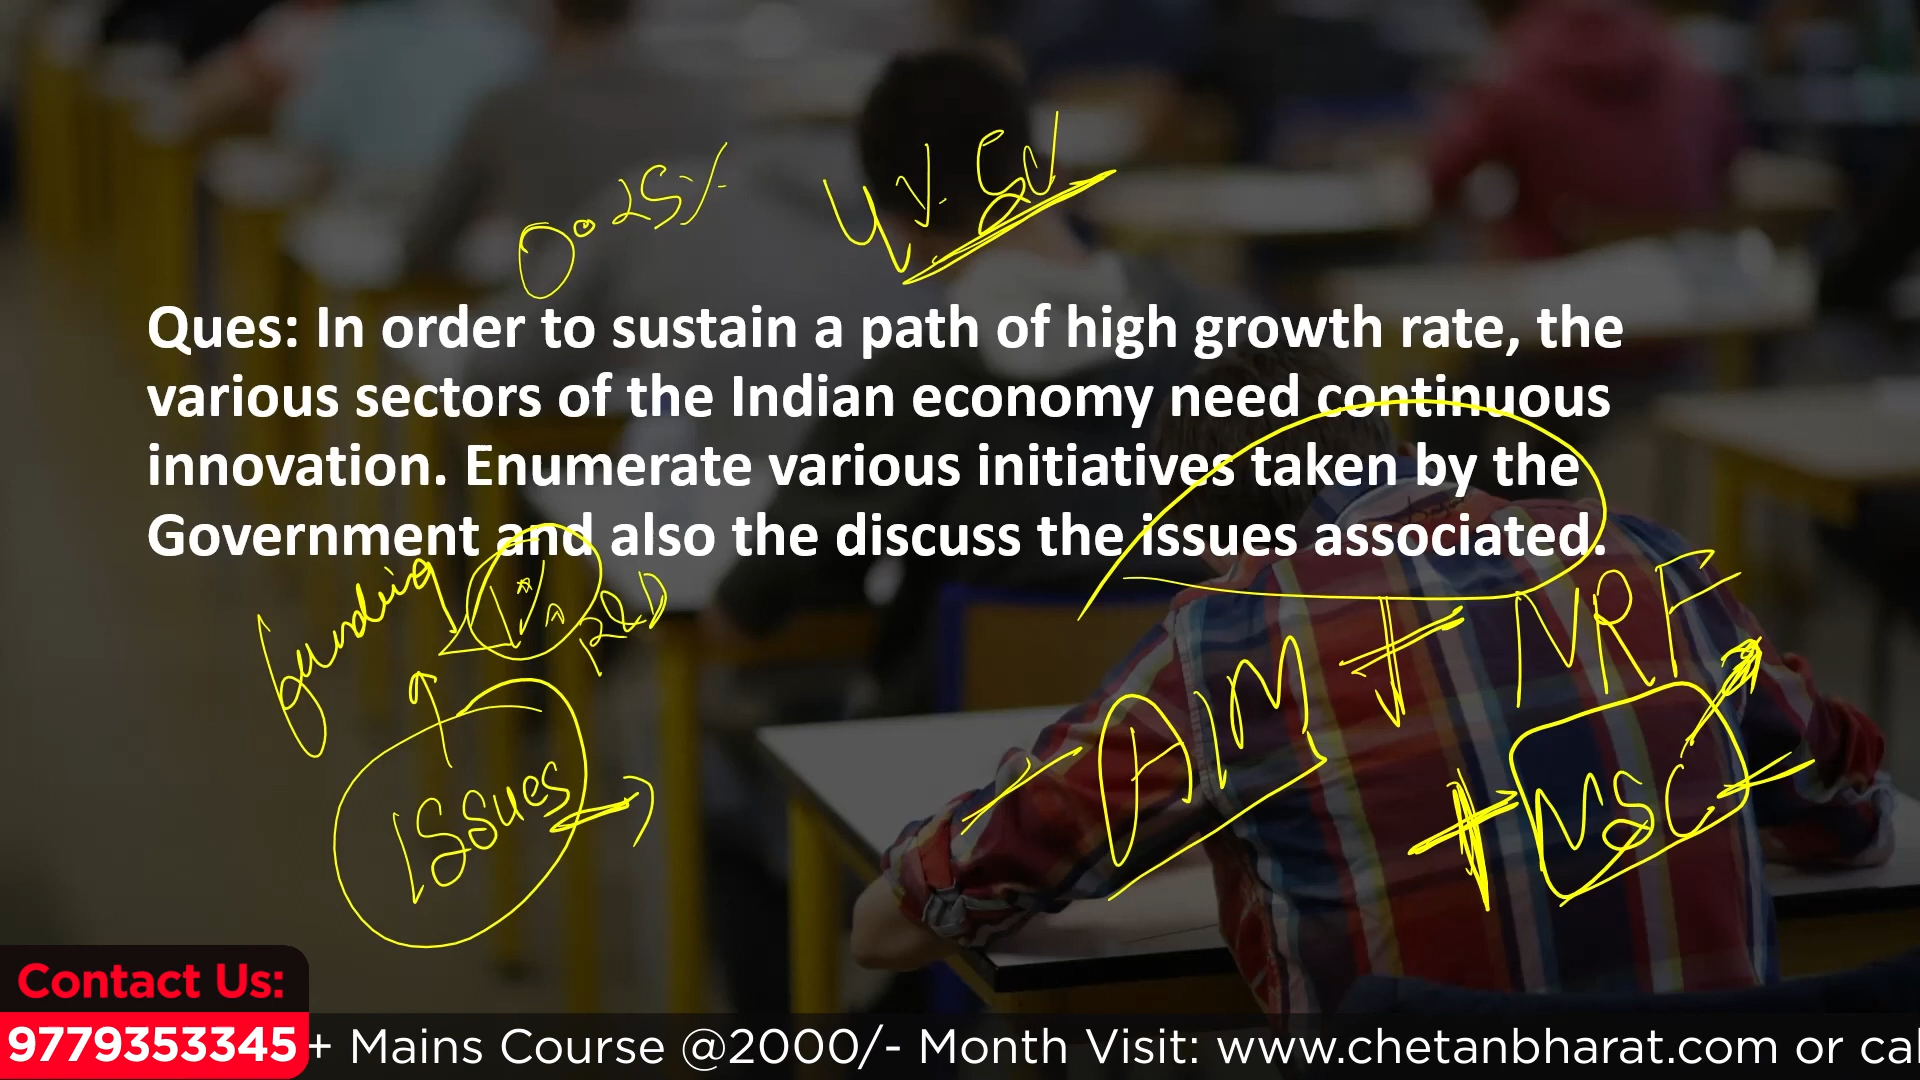 0.25%
Ques: In order to sustain a path of high growth rate, the
various sectors of the Indian economy need continuous
innovation. Enumerate various initiatives taken by the
Government and also the discuss the issues associated.
funding
R&D
NRF
AIM
Issues
NSC
Contact Us:
9779353345
+ Mains Course @2000/- Month Visit: www.chetanbharat.com or cal